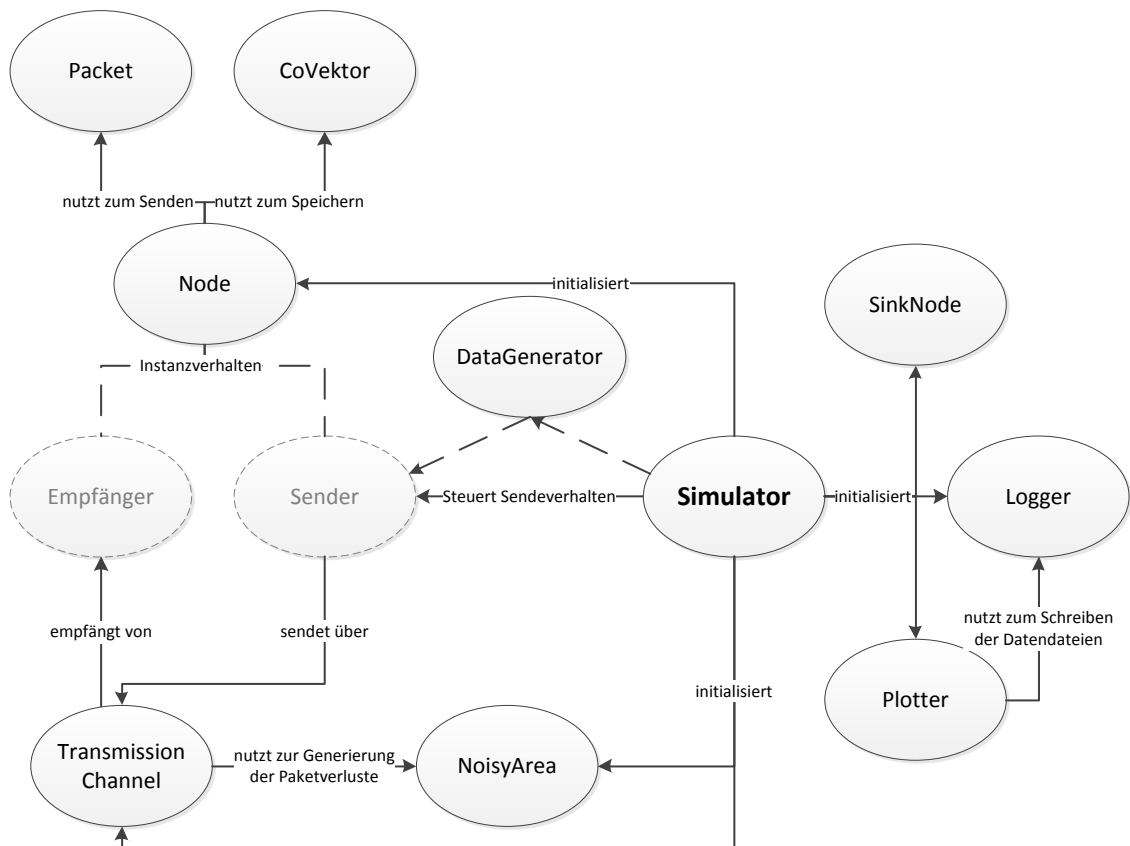 Packet
CoVektor
nutzt zum Senden
nutzt zum Speichern
Node
initialisiert
SinkNode
DataGenerator
Instanzverhalten
Empfänger
Sender
Steuert Sendeverhalten
Simulator
initialisiert
Logger
empfängt von
sendet über
nutzt zum Schreiben
der Datendateien
initialisiert
Plotter
Transmission
Channel
nutzt zur Generierung
der Paketverluste
NoisyArea